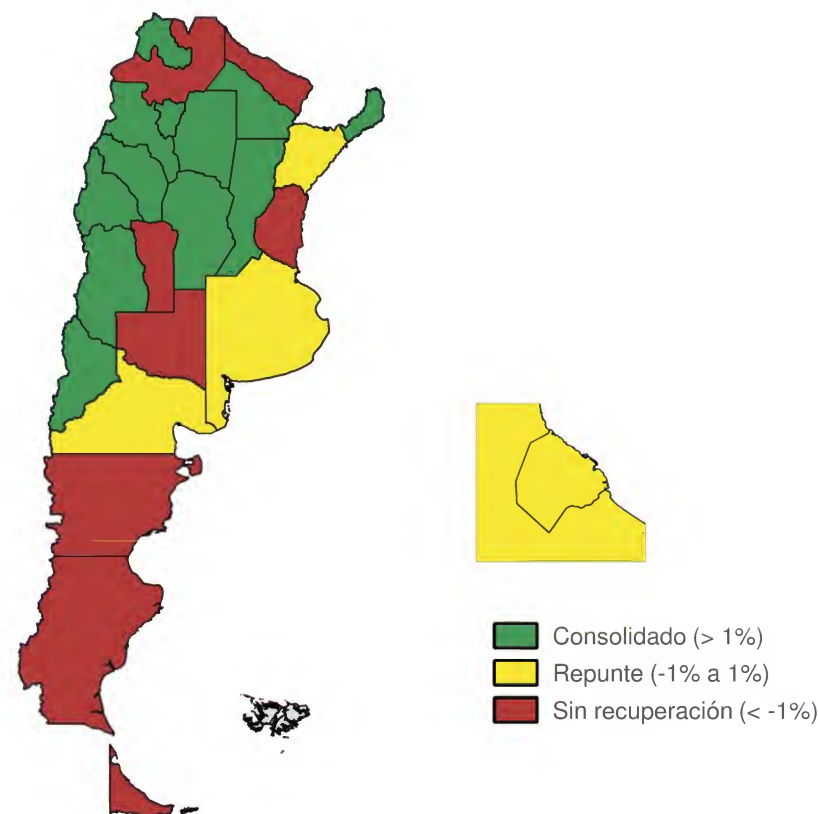 Consolidado (> 1%)
Repunte (-1% a 1%)
Sin recuperación (< -1%)